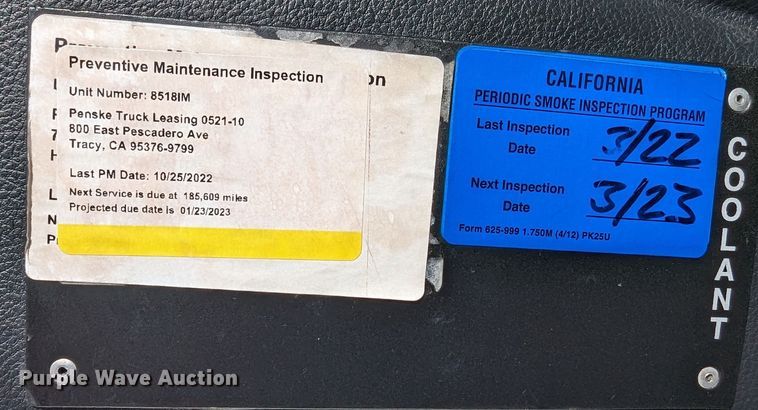 Preventive Maintenance Inspection
Unit Number: 8518IM
Penske Truck Leasing 0521-10
800 East Pescadero Ave
Tracy, CA 95376-9799
Last PM Date: 10/25/2022
Next Service is due at 185,609 miles
Projected due date is 01/23/2023
CALIFORNIA
PERIODIC SMOKE INSPECTION PROGRAM
Last Inspection
Date 3/22
Next Inspection
Date 3/23
Form 625-999 1.750M (4/12) PK25U
COOLANT
Purple Wave Auction